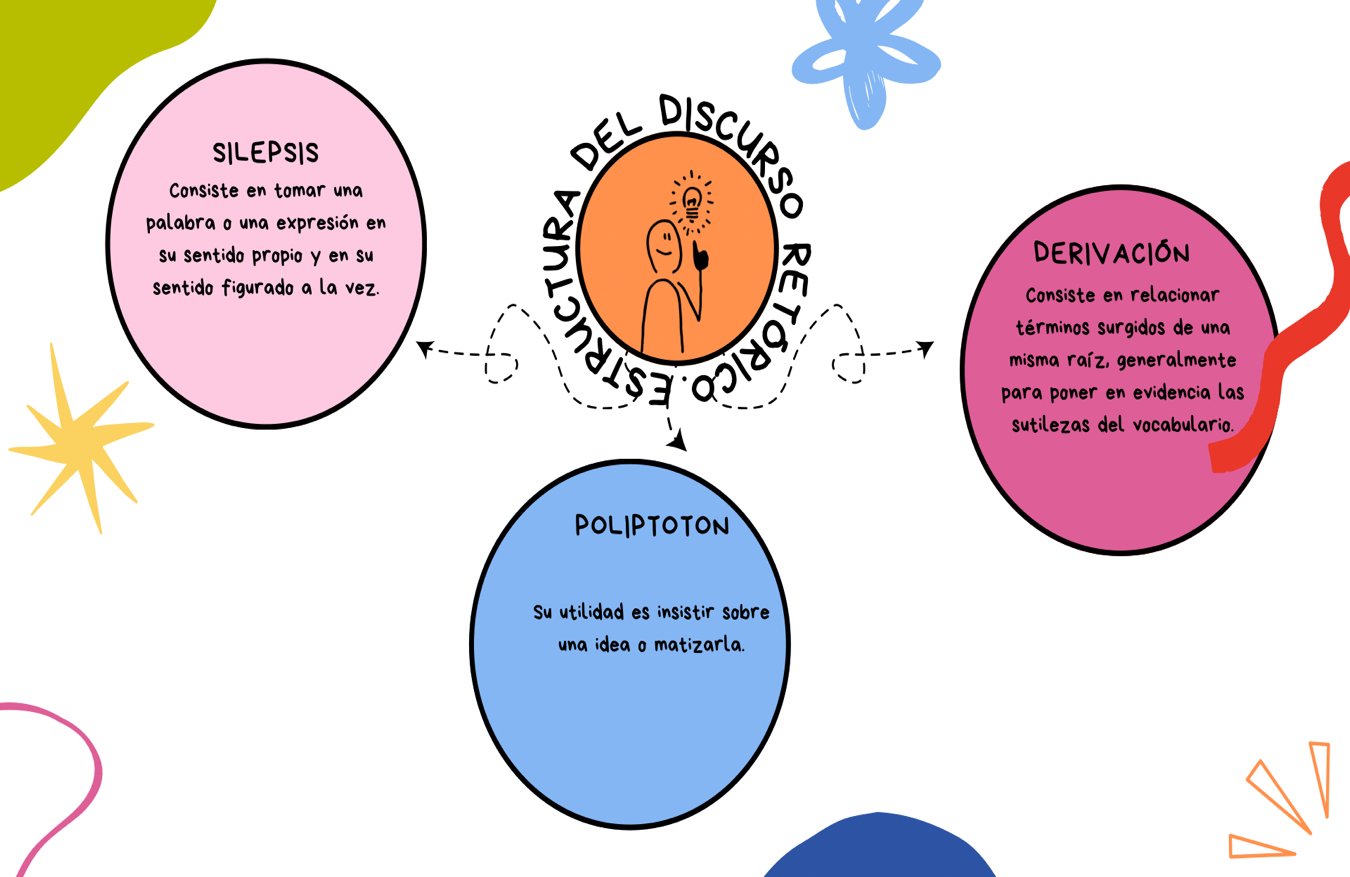 ESTRUCTURA DEL DISCURSO RETÓRICO.
SILEPSIS
Consiste en tomar una
palabra o una expresión en
su sentido propio y en su
sentido figurado a la vez.
DERIVACIÓN
Consiste en relacionar
términos surgidos de una
misma raíz, generalmente
para poner en evidencia las
sutilezas del vocabulario.
POLIPTOTON
Su utilidad es insistir sobre
una idea o matizarla.